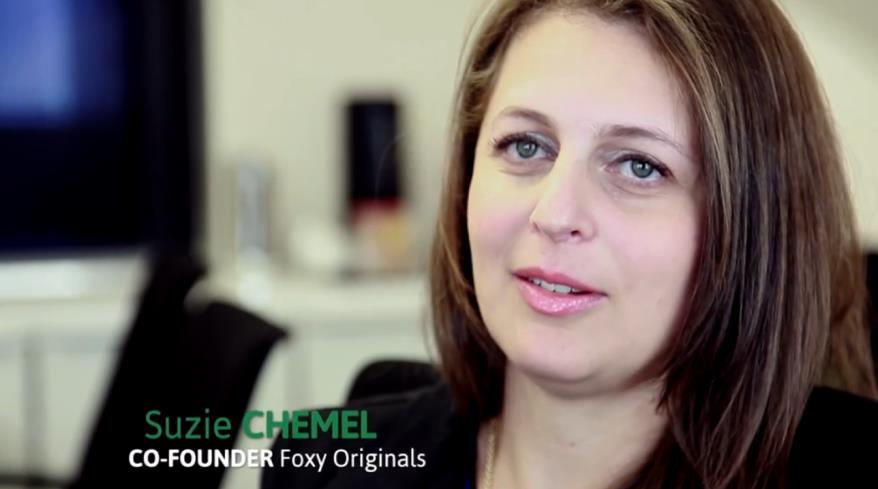 Suzie CHEMEL
CO-FOUNDER Foxy Originals